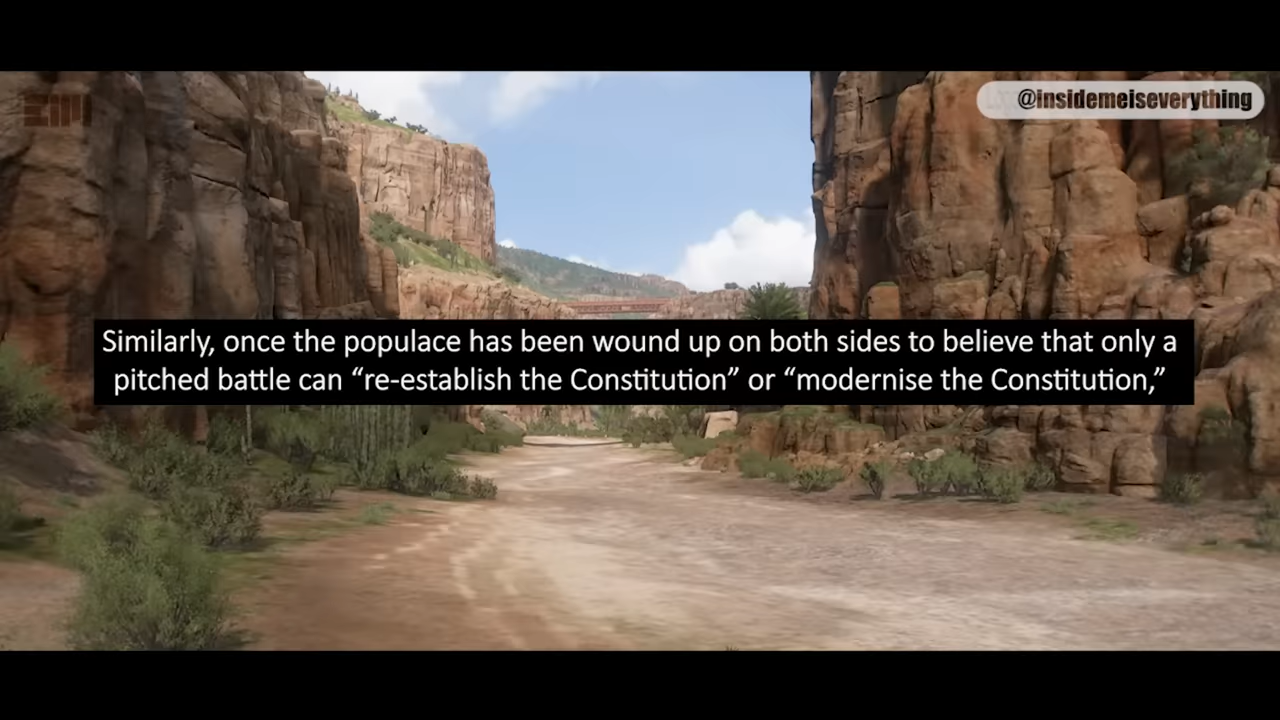 @insidemeiseverything
Similarly, once the populace has been wound up on both sides to believe that only a
pitched battle can “re-establish the Constitution” or “modernise the Constitution,”